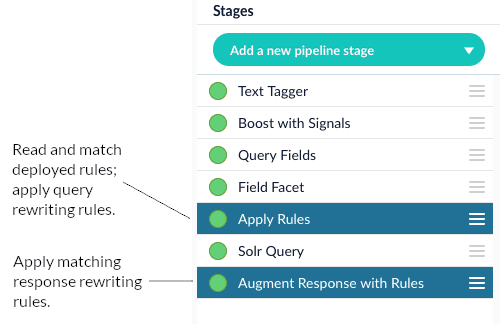 Stages
Add a new pipeline stage
Text Tagger
Boost with Signals
Query Fields
Field Facet
Read and match
deployed rules;
apply query
rewriting rules.
Apply Rules
Solr Query
Apply matching
response rewriting
rules.
Augment Response with Rules